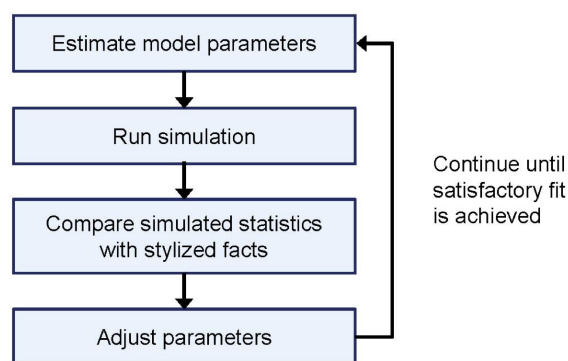 Estimate model parameters
Run simulation
Compare simulated statistics
with stylized facts
Adjust parameters
Continue until
satisfactory fit
is achieved